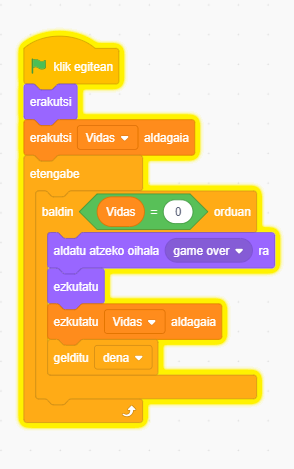 klik egitean
erakutsi
erakutsi Vidas aldagaia
etengabe
baldin Vidas = 0 orduan
aldatu atzeko oihala game over ra
ezkutatu
ezkutatu Vidas aldagaia
gelditu dena